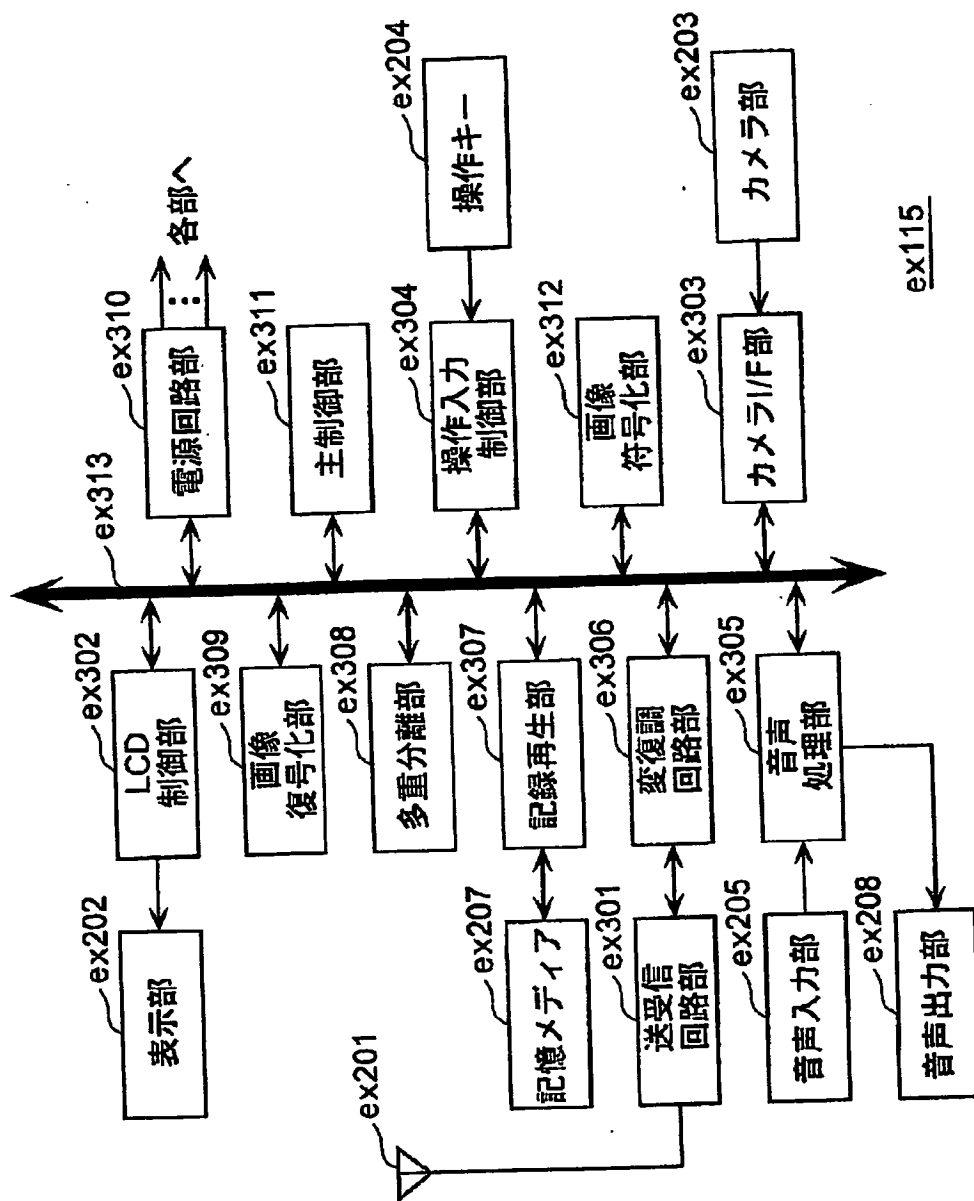 ex115
ex201
ex202
表示部
ex302
LCD
制御部
ex309
画像
復号化部
ex308
多重分離部
ex207
記憶メディア
ex307
記録再生部
ex301
送受信
回路部
ex306
変復調
回路部
ex205
音声入力部
ex305
音声
処理部
ex208
音声出力部
ex313
ex310
電源回路部
各部へ
ex311
主制御部
ex304
操作入力
制御部
ex204
操作キー
ex312
画像
符号化部
ex303
カメラI/F部
ex203
カメラ部